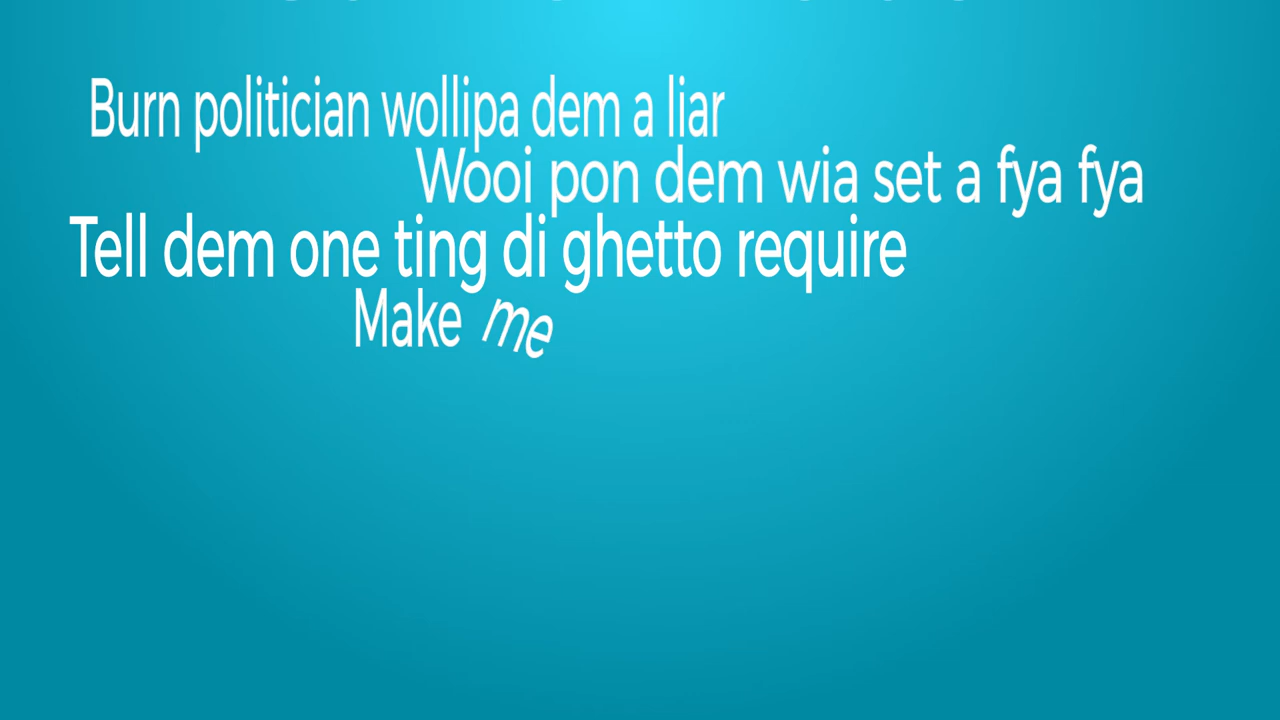 Burn politician wollipa dem a liar
Wooi pon dem wia set a fya fya
Tell dem one ting di ghetto require
Make me